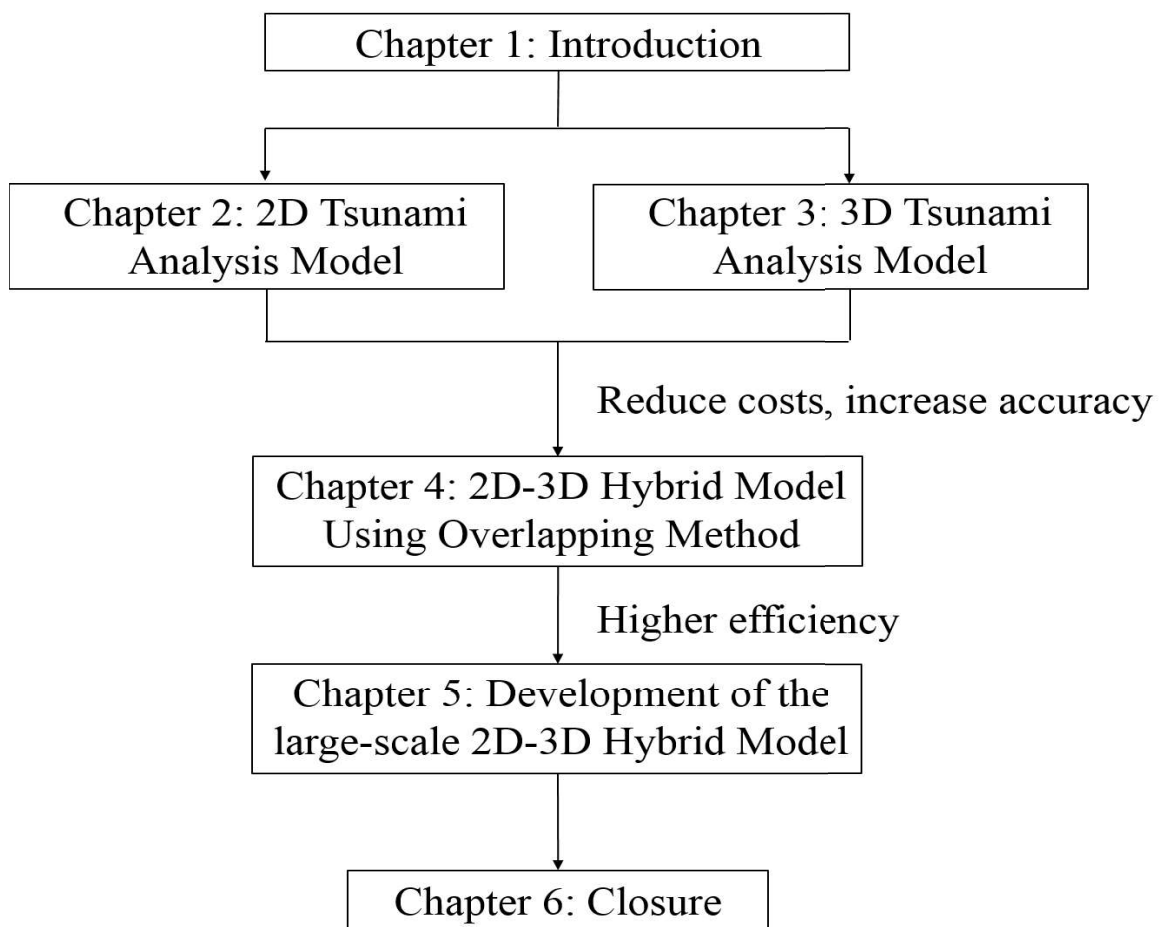 Chapter 1: Introduction
Chapter 2: 2D Tsunami
Analysis Model
Chapter 3: 3D Tsunami
Analysis Model
Reduce costs, increase accuracy
Chapter 4: 2D-3D Hybrid Model
Using Overlapping Method
Higher efficiency
Chapter 5: Development of the
large-scale 2D-3D Hybrid Model
Chapter 6: Closure